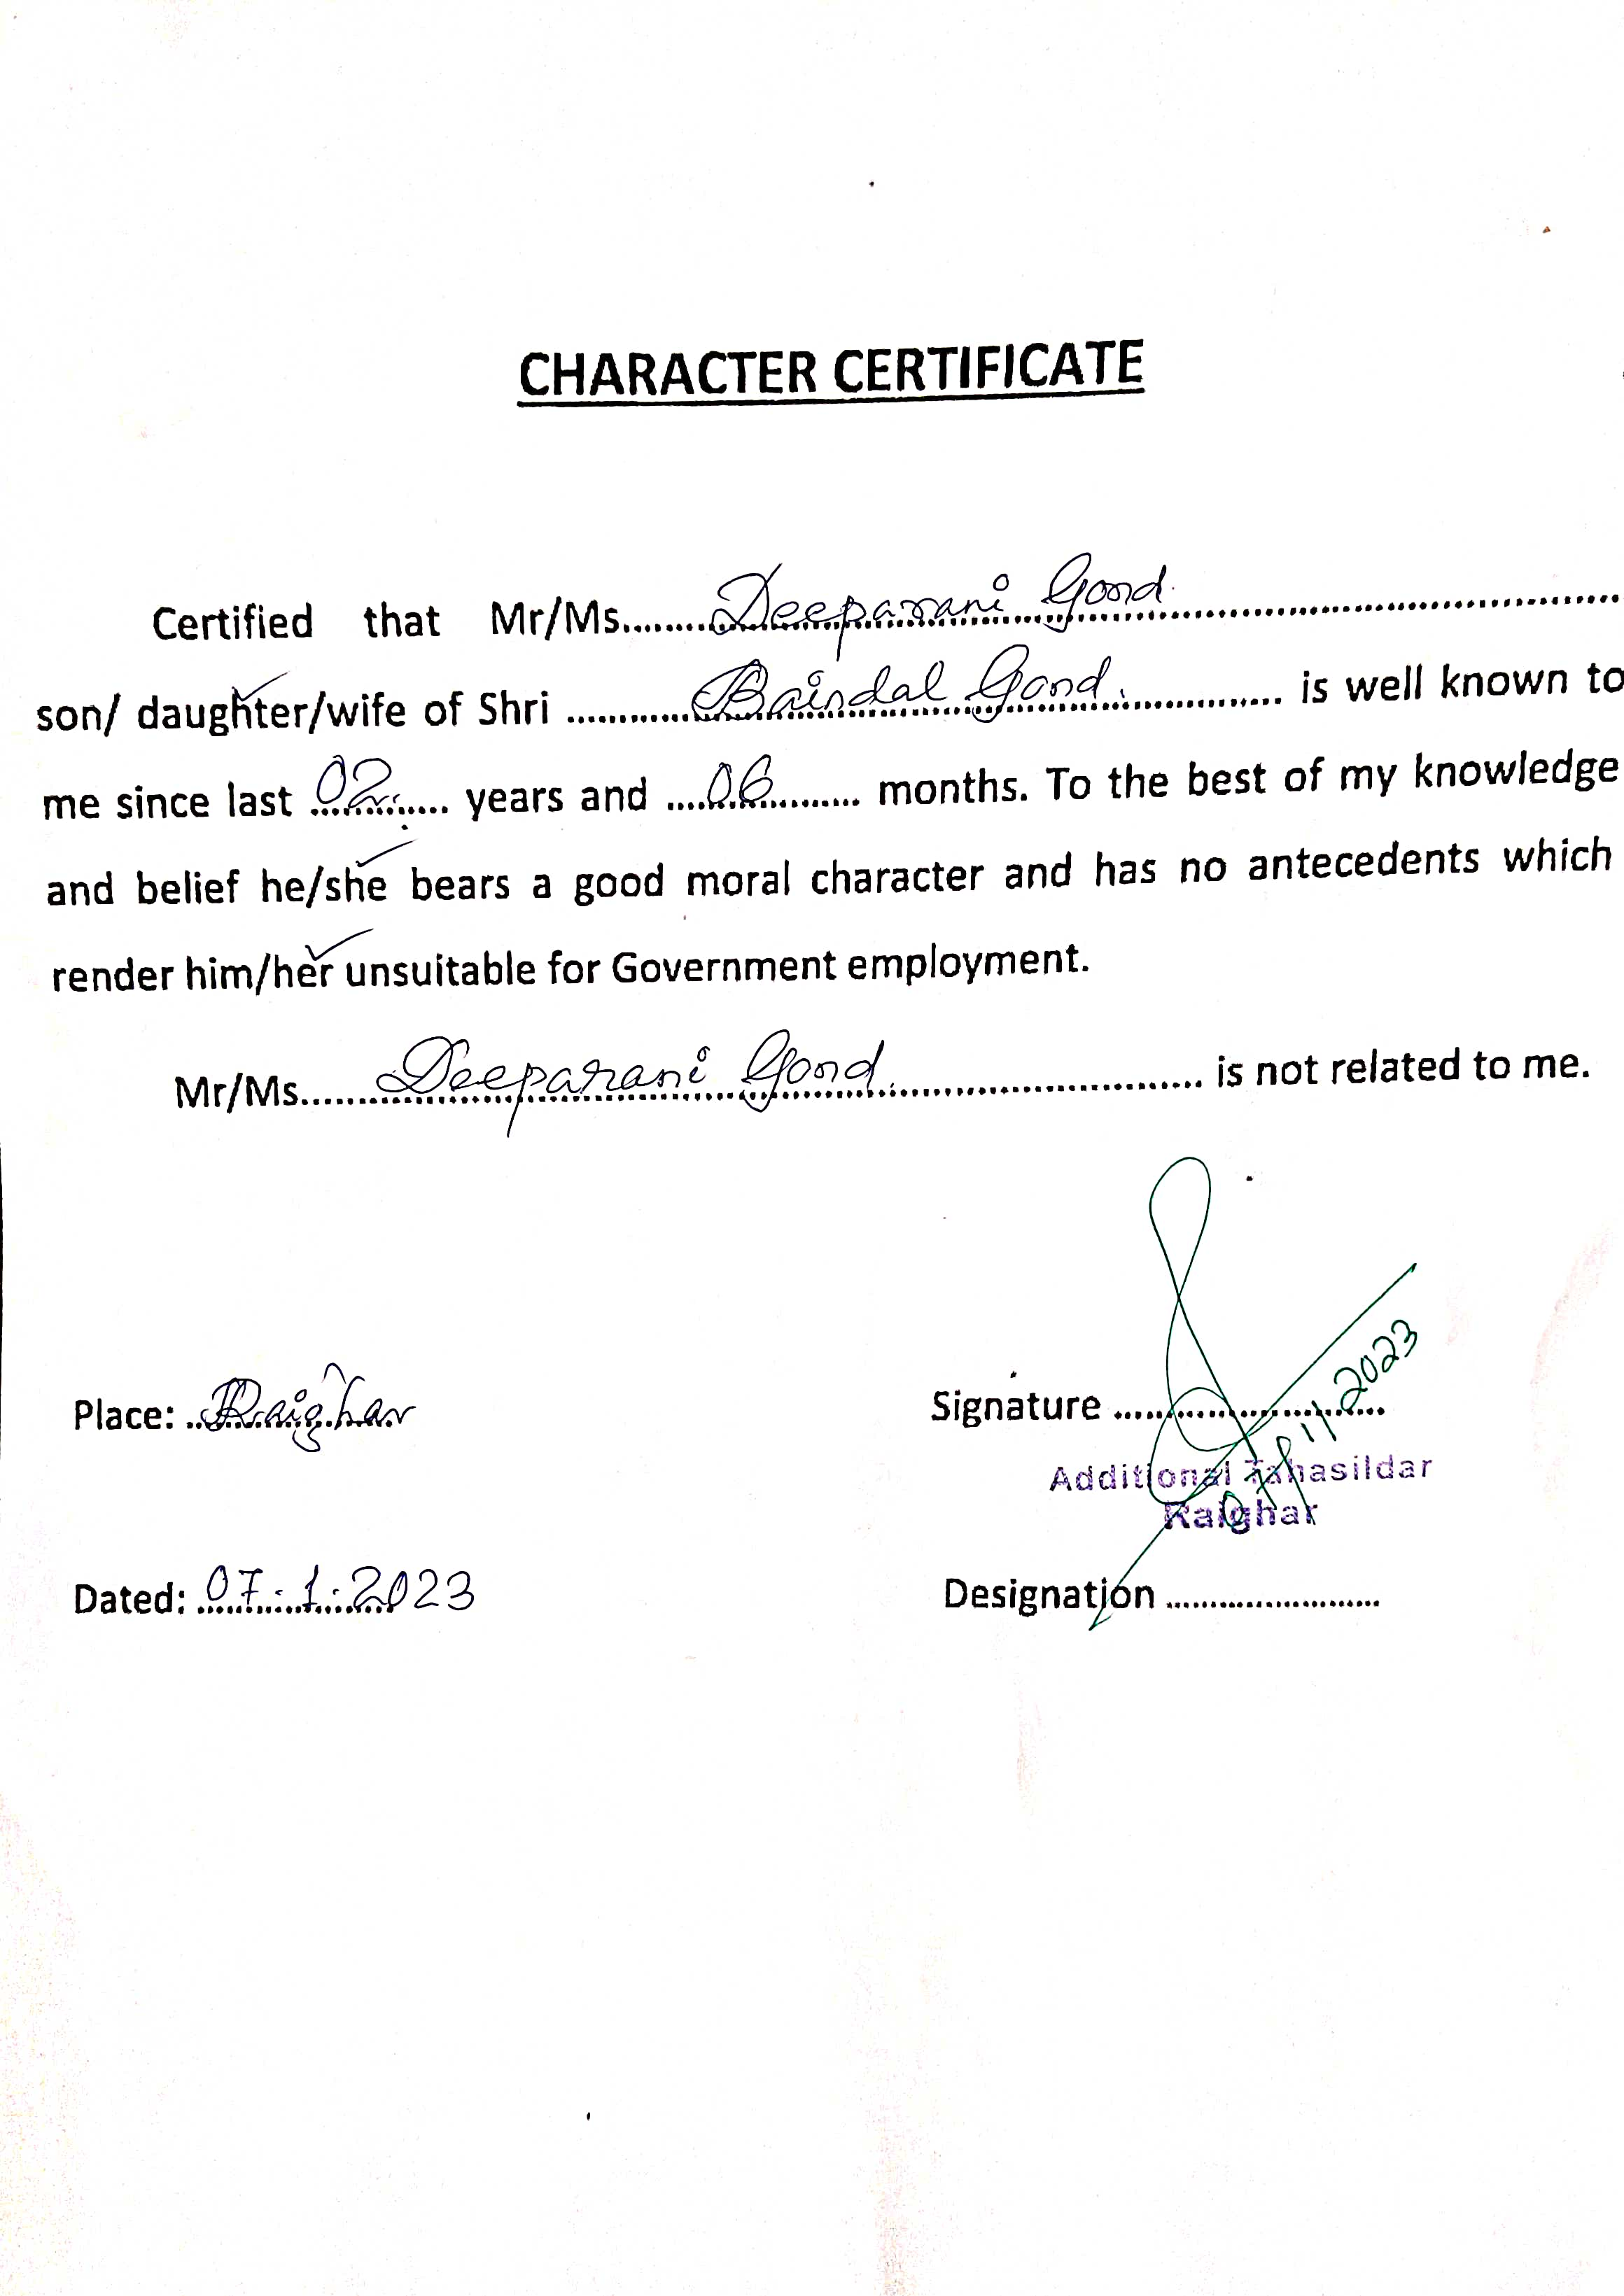 CHARACTER CERTIFICATE
Certified that Mr/Ms.......Deeparani Gond..........................
son/ daughter/wife of Shri ............Baisdal Gond................ is well known to
me since last ..02....... years and ....06.......... months. To the best of my knowledge
and belief he/she bears a good moral character and has no antecedents which
render him/her unsuitable for Government employment.
Mr/Ms.......Deeparani Gond............................ is not related to me.
Place: ..Raighar
Signature ...........................
07/1/2023
Additional Tahasildar
Raighar
Dated: 07.1.2023
Designation ........................